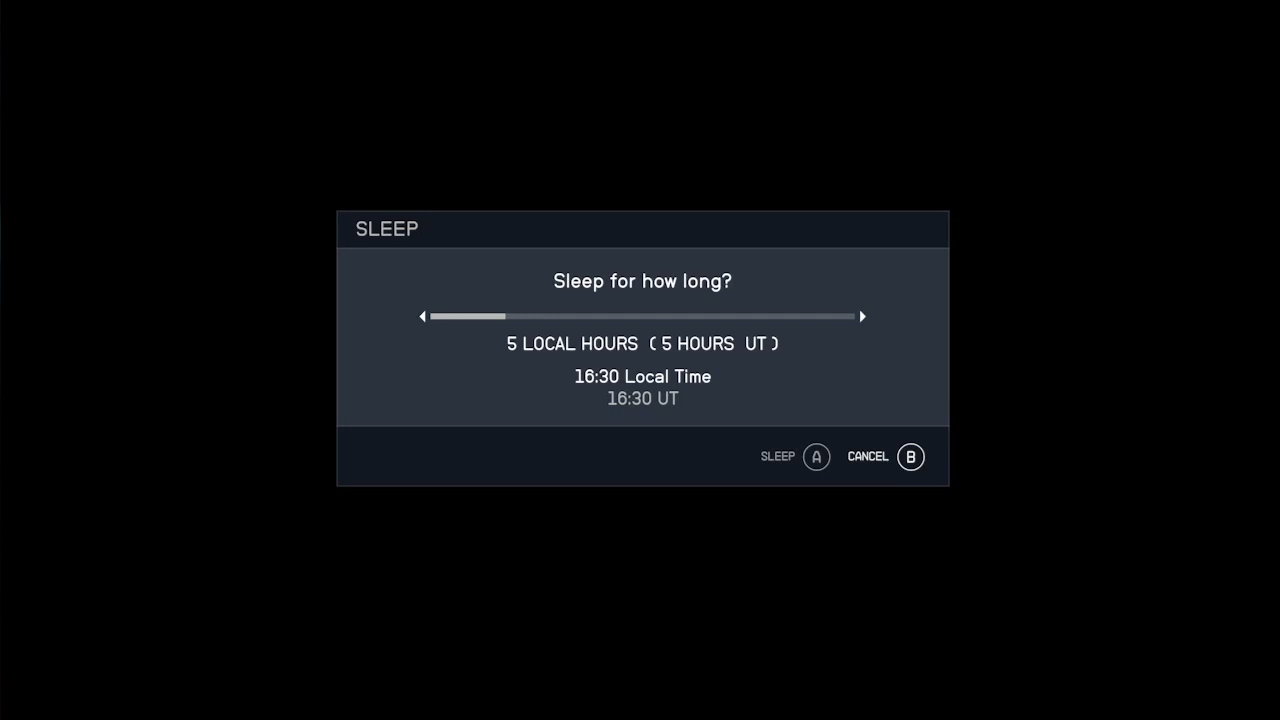 SLEEP
Sleep for how long?
5 LOCAL HOURS ( 5 HOURS UT )
16:30 Local Time
16:30 UT
SLEEP A CANCEL B